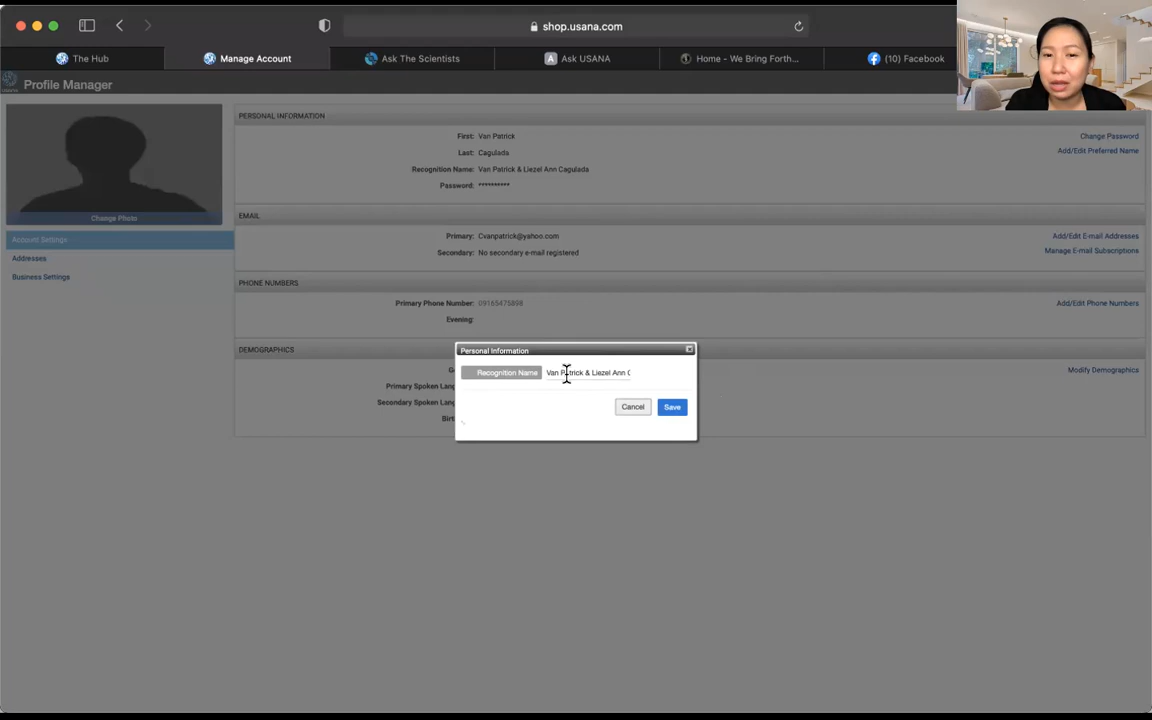 shop.usana.com
The Hub
Manage Account
Ask The Scientists
A Ask USANA
Home - We Bring Forth...
(10) Facebook
Profile Manager
Change Photo
Account Settings
Addresses
Business Settings
PERSONAL INFORMATION
First: Van Patrick
Change Password
Last: Cagulada
Add/Edit Preferred Name
Recognition Name: Van Patrick & Liezel Ann Cagulada
Password: **********
EMAIL
Primary: Cvanpatrick@yahoo.com
Add/Edit E-mail Addresses
Secondary: No secondary e-mail registered
Manage E-mail Subscriptions
PHONE NUMBERS
Primary Phone Number: 09165475898
Add/Edit Phone Numbers
Evening:
DEMOGRAPHICS
Modify Demographics
Primary Spoken Lang
Secondary Spoken Lang
Birt
Personal Information
Recognition Name
Van Patrick & Liezel Ann C
Cancel
Save